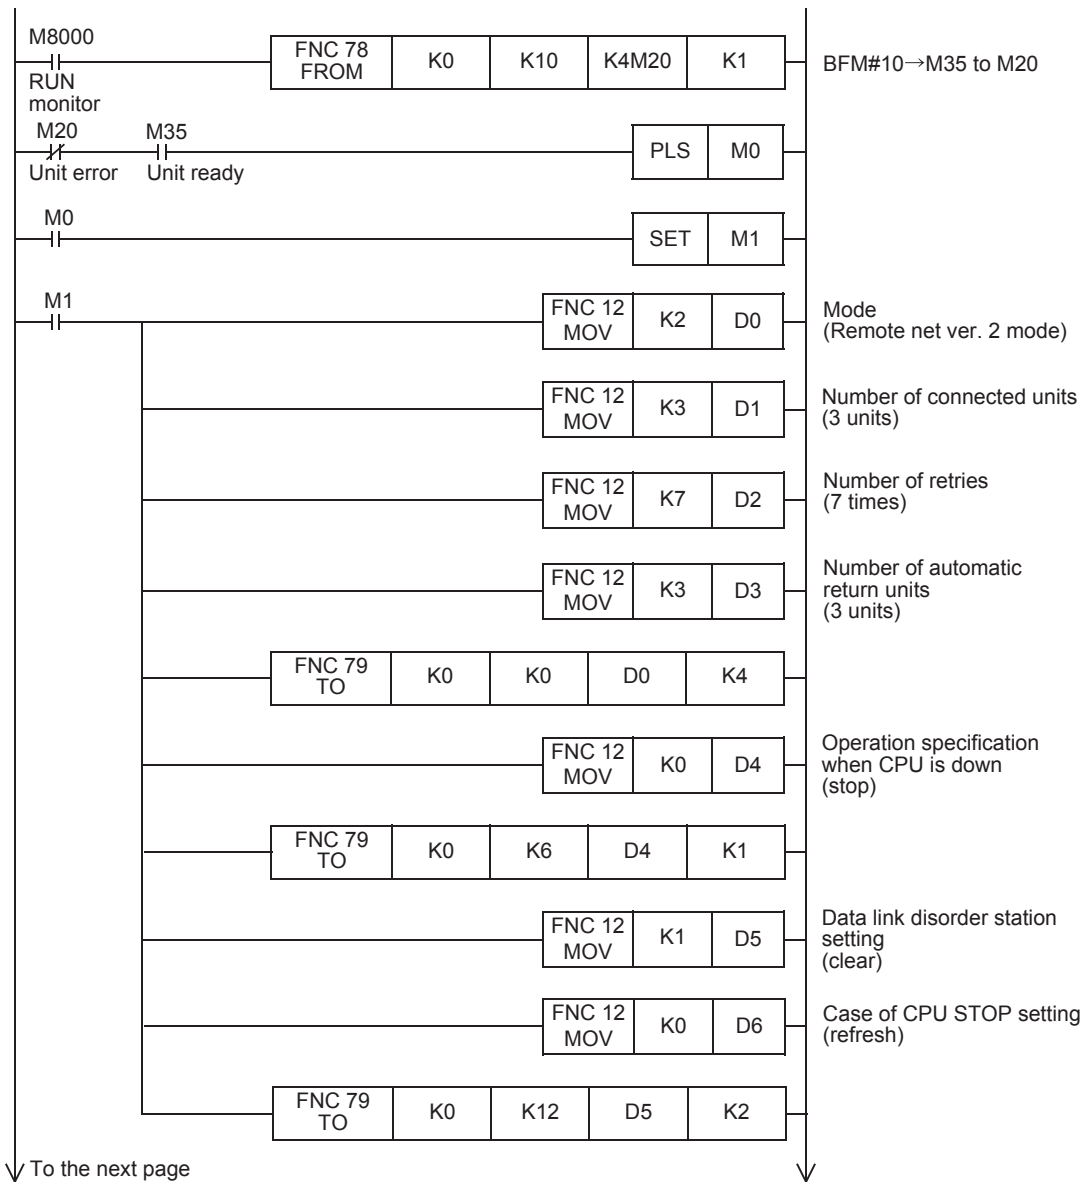 M8000
FNC 78
FROM
K0
K10
K4M20
K1
BFM#10→M35 to M20
RUN
monitor
M20
M35
PLS
M0
Unit error
Unit ready
M0
SET
M1
M1
FNC 12
MOV
K2
D0
Mode
(Remote net ver. 2 mode)
FNC 12
MOV
K3
D1
Number of connected units
(3 units)
FNC 12
MOV
K7
D2
Number of retries
(7 times)
FNC 12
MOV
K3
D3
Number of automatic
return units
(3 units)
FNC 79
TO
K0
K0
D0
K4
FNC 12
MOV
K0
D4
Operation specification
when CPU is down
(stop)
FNC 79
TO
K0
K6
D4
K1
FNC 12
MOV
K1
D5
Data link disorder station
setting
(clear)
FNC 12
MOV
K0
D6
Case of CPU STOP setting
(refresh)
FNC 79
TO
K0
K12
D5
K2
To the next page